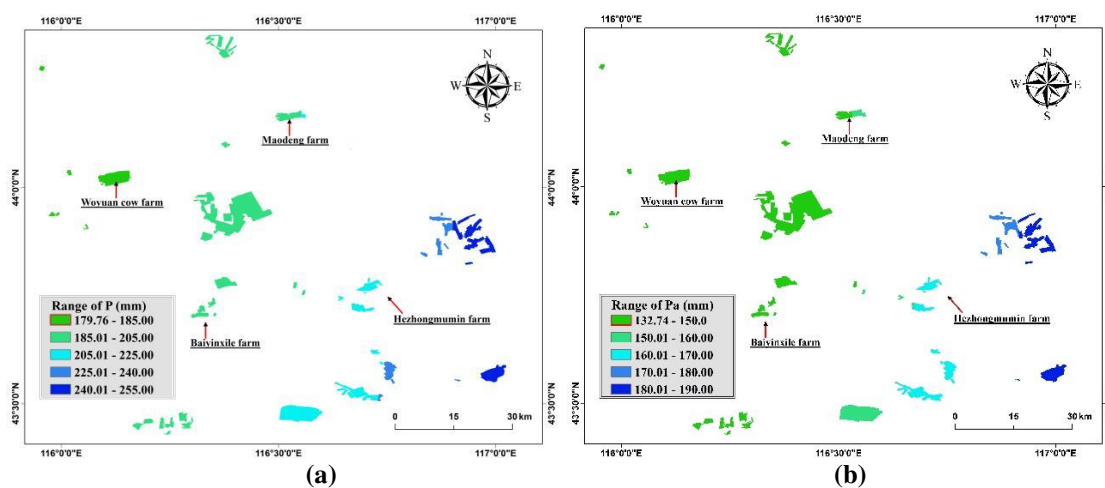 116°0'0"E 116°30'0"E 117°0'0"E
N
W E
S
Maodeng farm
44°0'0"N
Woyuan cow farm
Range of P (mm)
179.76 - 185.00
185.01 - 205.00
205.01 - 225.00
225.01 - 240.00
240.01 - 255.00
Hezhongmumin farm
Baiyinxile farm
43°30'0"N
0 15 30 km
116°0'0"E 116°30'0"E 117°0'0"E
(a)
116°0'0"E 116°30'0"E 117°0'0"E
N
W E
S
Maodeng farm
44°0'0"N
Woyuan cow farm
Range of Pa (mm)
132.74 - 150.0
150.01 - 160.00
160.01 - 170.00
170.01 - 180.00
180.01 - 190.00
Hezhongmumin farm
Baiyinxile farm
43°30'0"N
0 15 30 km
116°0'0"E 116°30'0"E 117°0'0"E
(b)